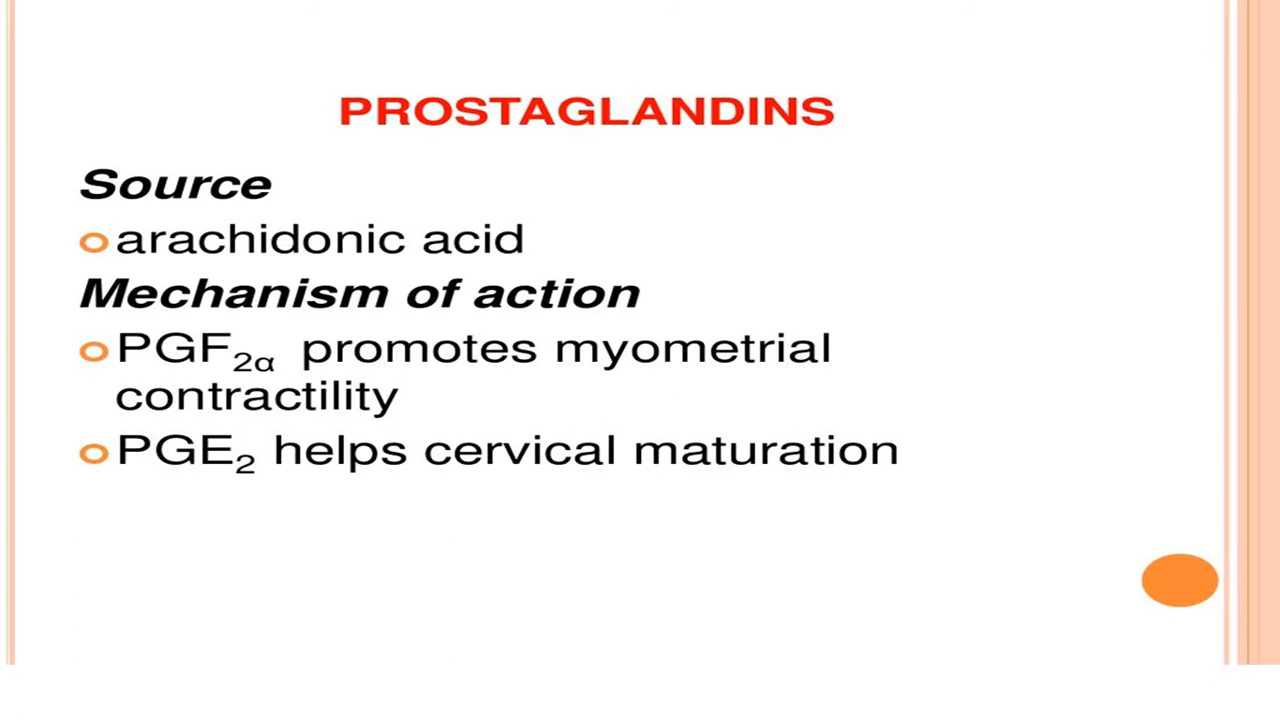 PROSTAGLANDINS
Source
arachidonic acid
Mechanism of action
PGF₂α promotes myometrial
contractility
PGE₂ helps cervical maturation